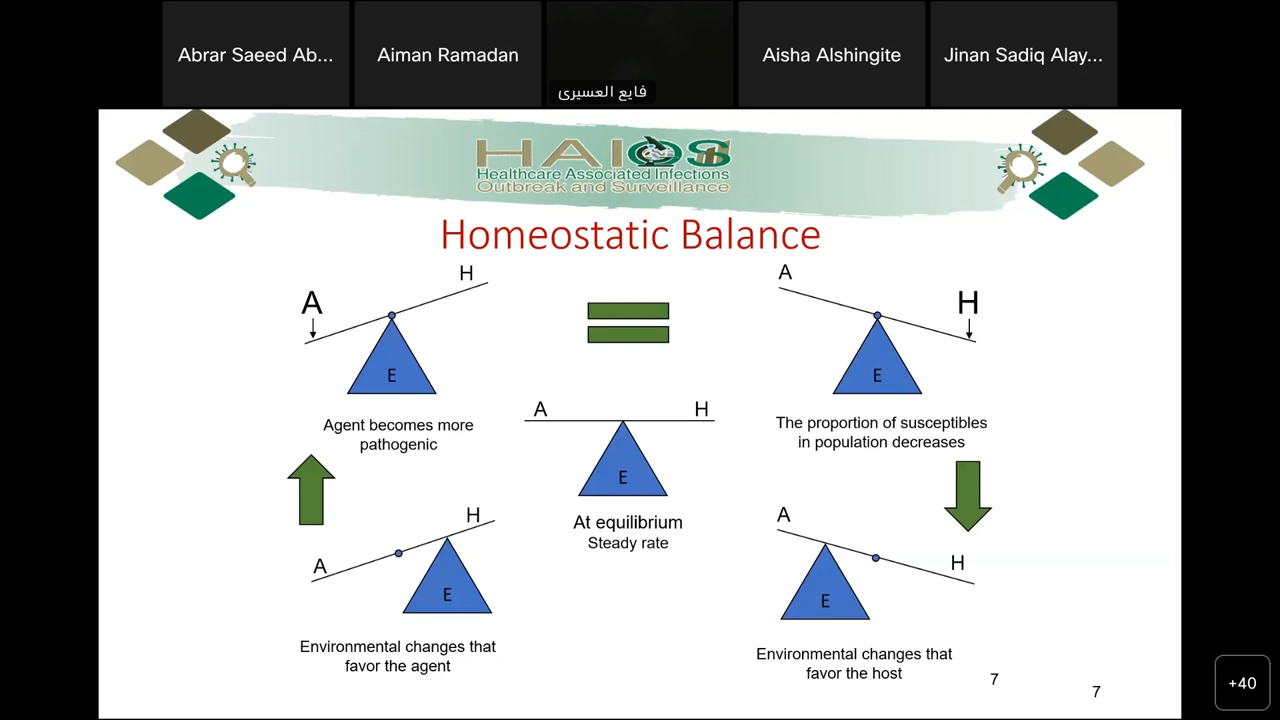 Abrar Saeed Ab...
Aiman Ramadan
فايع العسيري
Aisha Alshingite
Jinan Sadiq Alay...
HAIOS
Healthcare Associated Infections
Outbreak and Surveillance
Homeostatic Balance
A
H
E
Agent becomes more
pathogenic
A
H
E
The proportion of susceptibles
in population decreases
A
H
E
At equilibrium
Steady rate
A
H
E
Environmental changes that
favor the agent
A
H
E
Environmental changes that
favor the host
7
7
+40